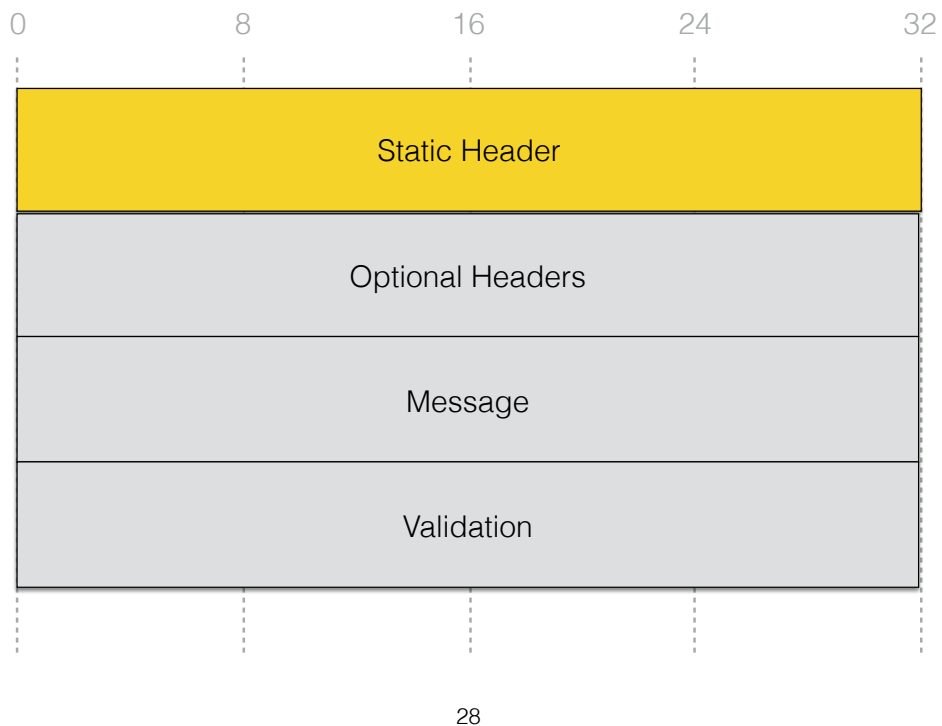 0 8 16 24 32
Static Header
Optional Headers
Message
Validation
28